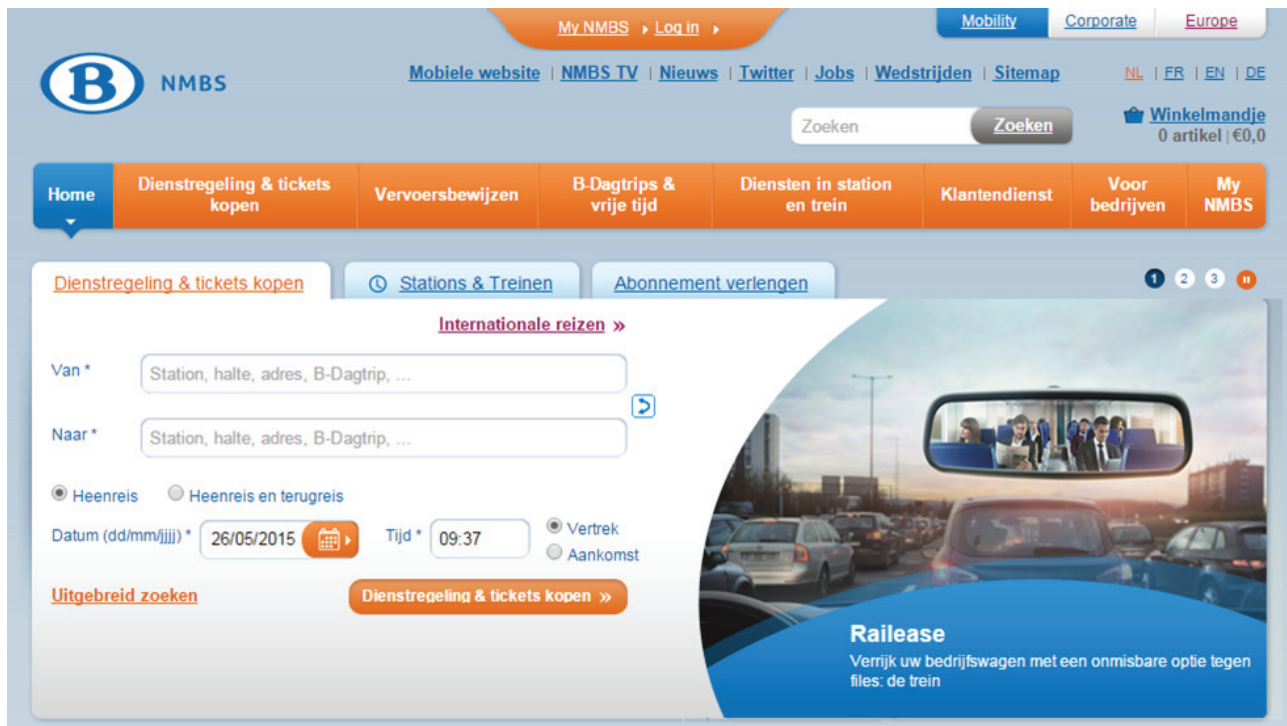 My NMBS Log in
Mobility Corporate Europe
B NMBS
Mobiele website | NMBS TV | Nieuws | Twitter | Jobs | Wedstrijden | Sitemap
NL | FR | EN | DE
Zoeken Zoeken
Winkelmandje
0 artikel | €0,0
Home
Dienstregeling & tickets
kopen
Vervoersbewijzen
B-Dagtrips &
vrije tijd
Diensten in station
en trein
Klantendienst
Voor
bedrijven
My
NMBS
Dienstregeling & tickets kopen
Stations & Treinen
Abonnement verlengen
1 2 3
Internationale reizen »
Van * Station, halte, adres, B-Dagtrip, ...
Naar * Station, halte, adres, B-Dagtrip, ...
Heenreis Heenreis en terugreis
Datum (dd/mm/jjjj) * 26/05/2015 Tijd * 09:37
Vertrek
Aankomst
Uitgebreid zoeken
Dienstregeling & tickets kopen »
Railease
Verrijk uw bedrijfswagen met een onmisbare optie tegen
files: de trein